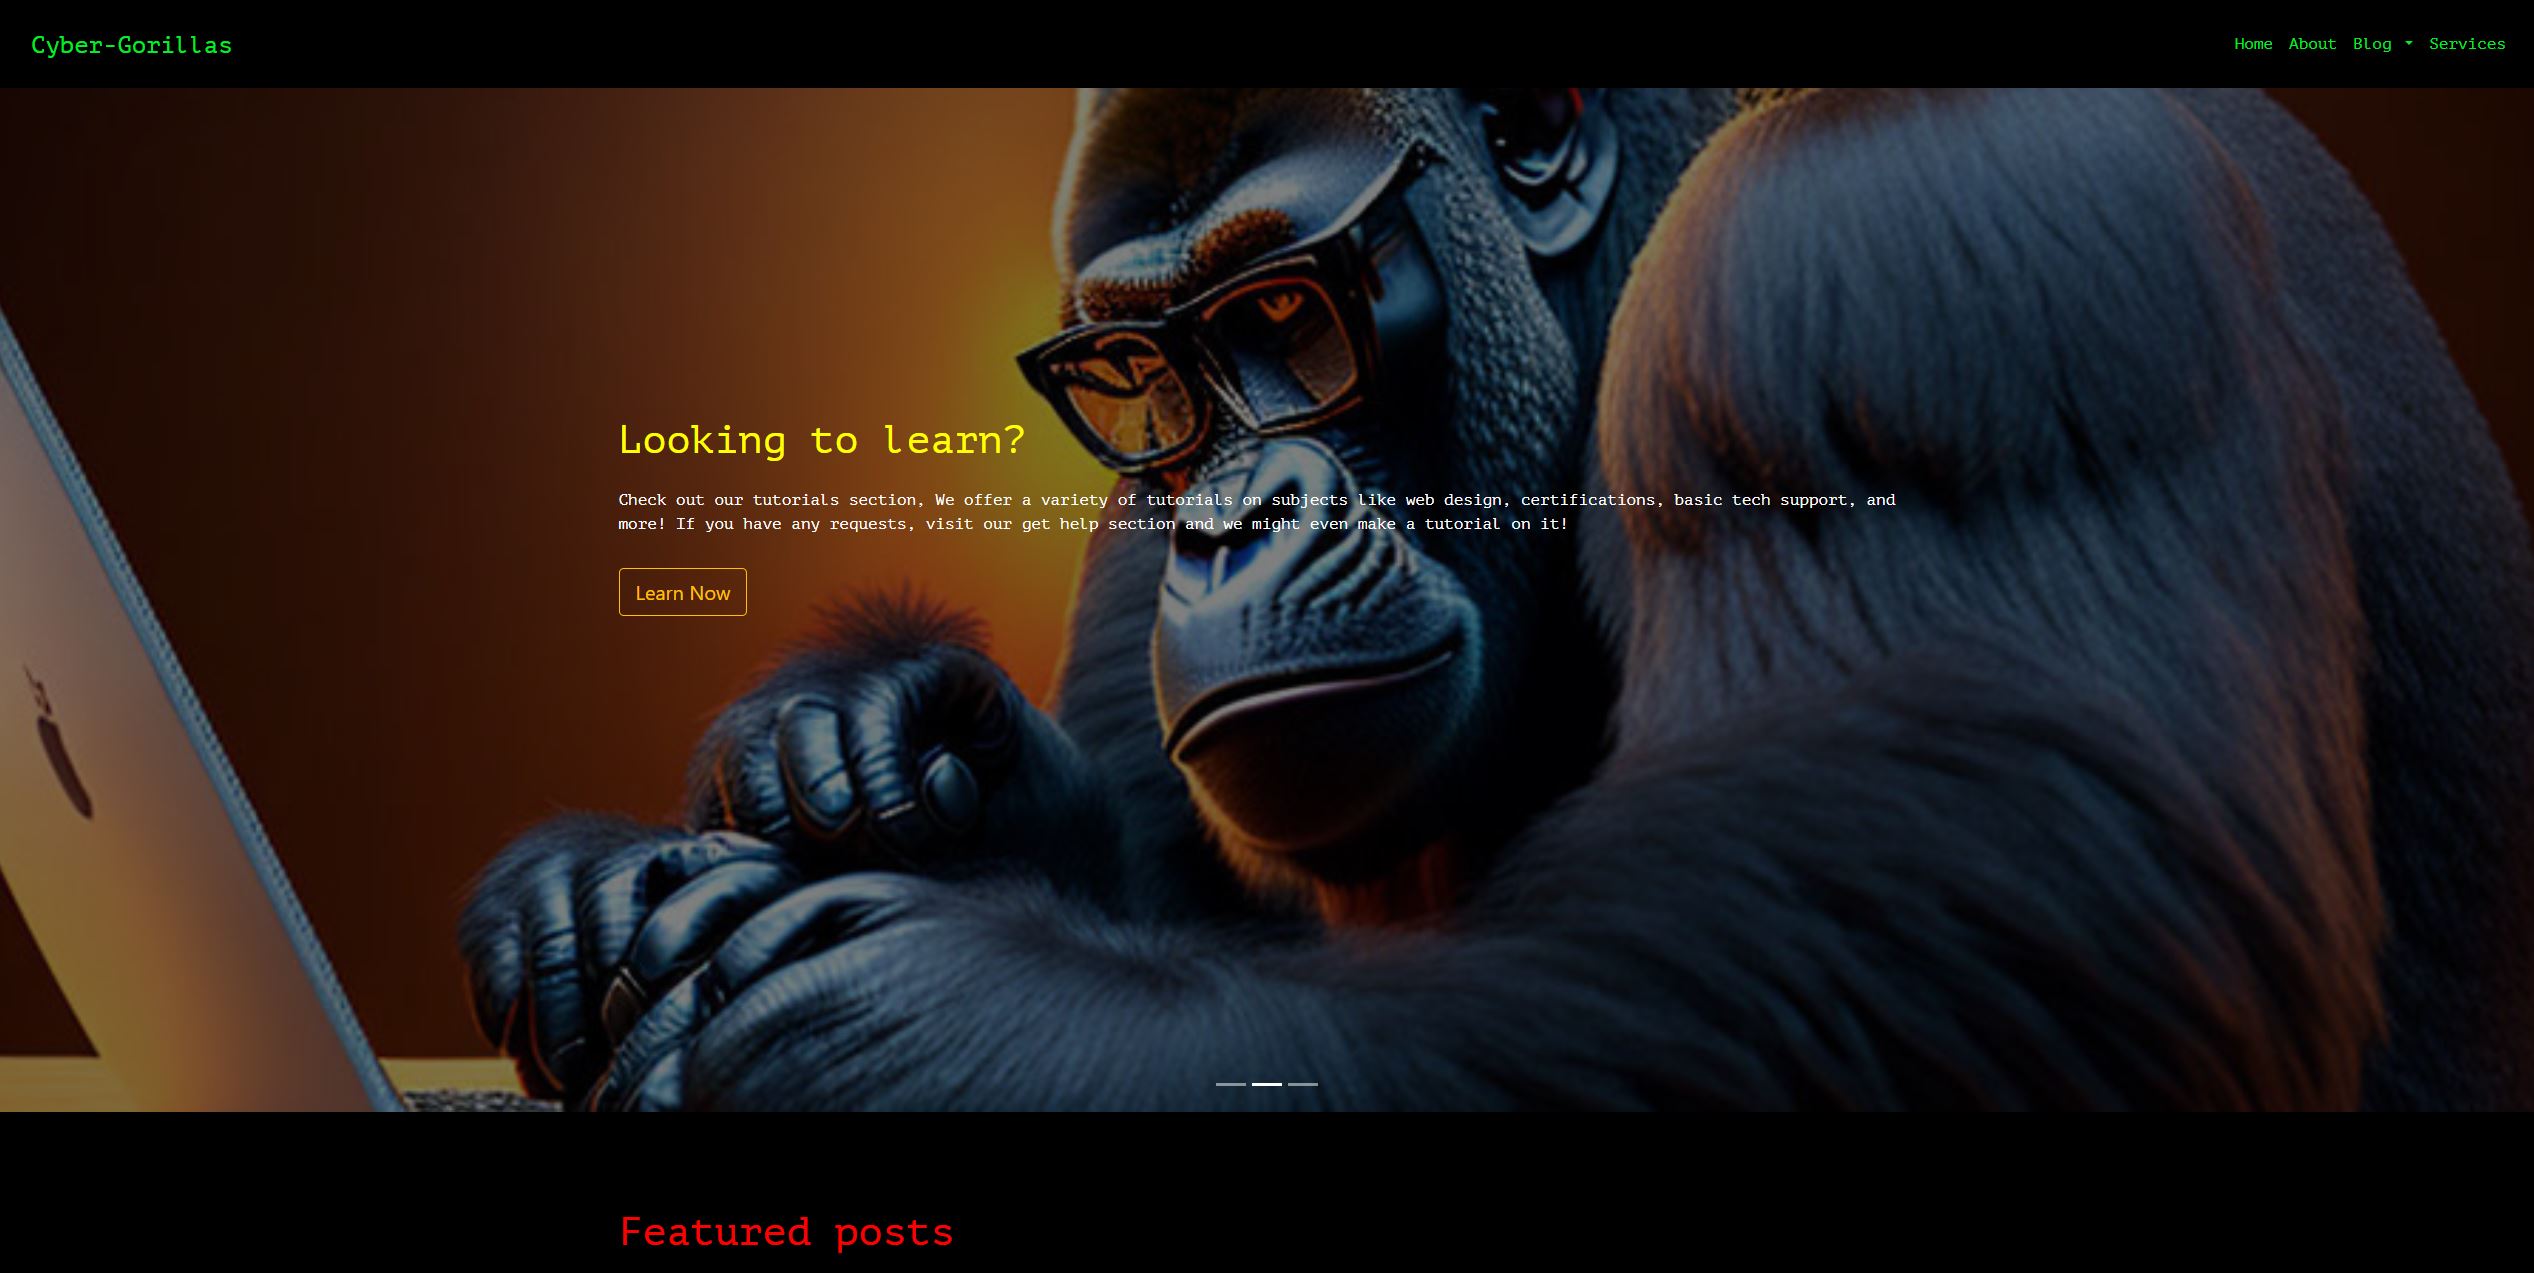 Cyber-Gorillas
Home About Blog Services
Looking to learn?
Check out our tutorials section, We offer a variety of tutorials on subjects like web design, certifications, basic tech support, and
more! If you have any requests, visit our get help section and we might even make a tutorial on it!
Learn Now
Featured posts